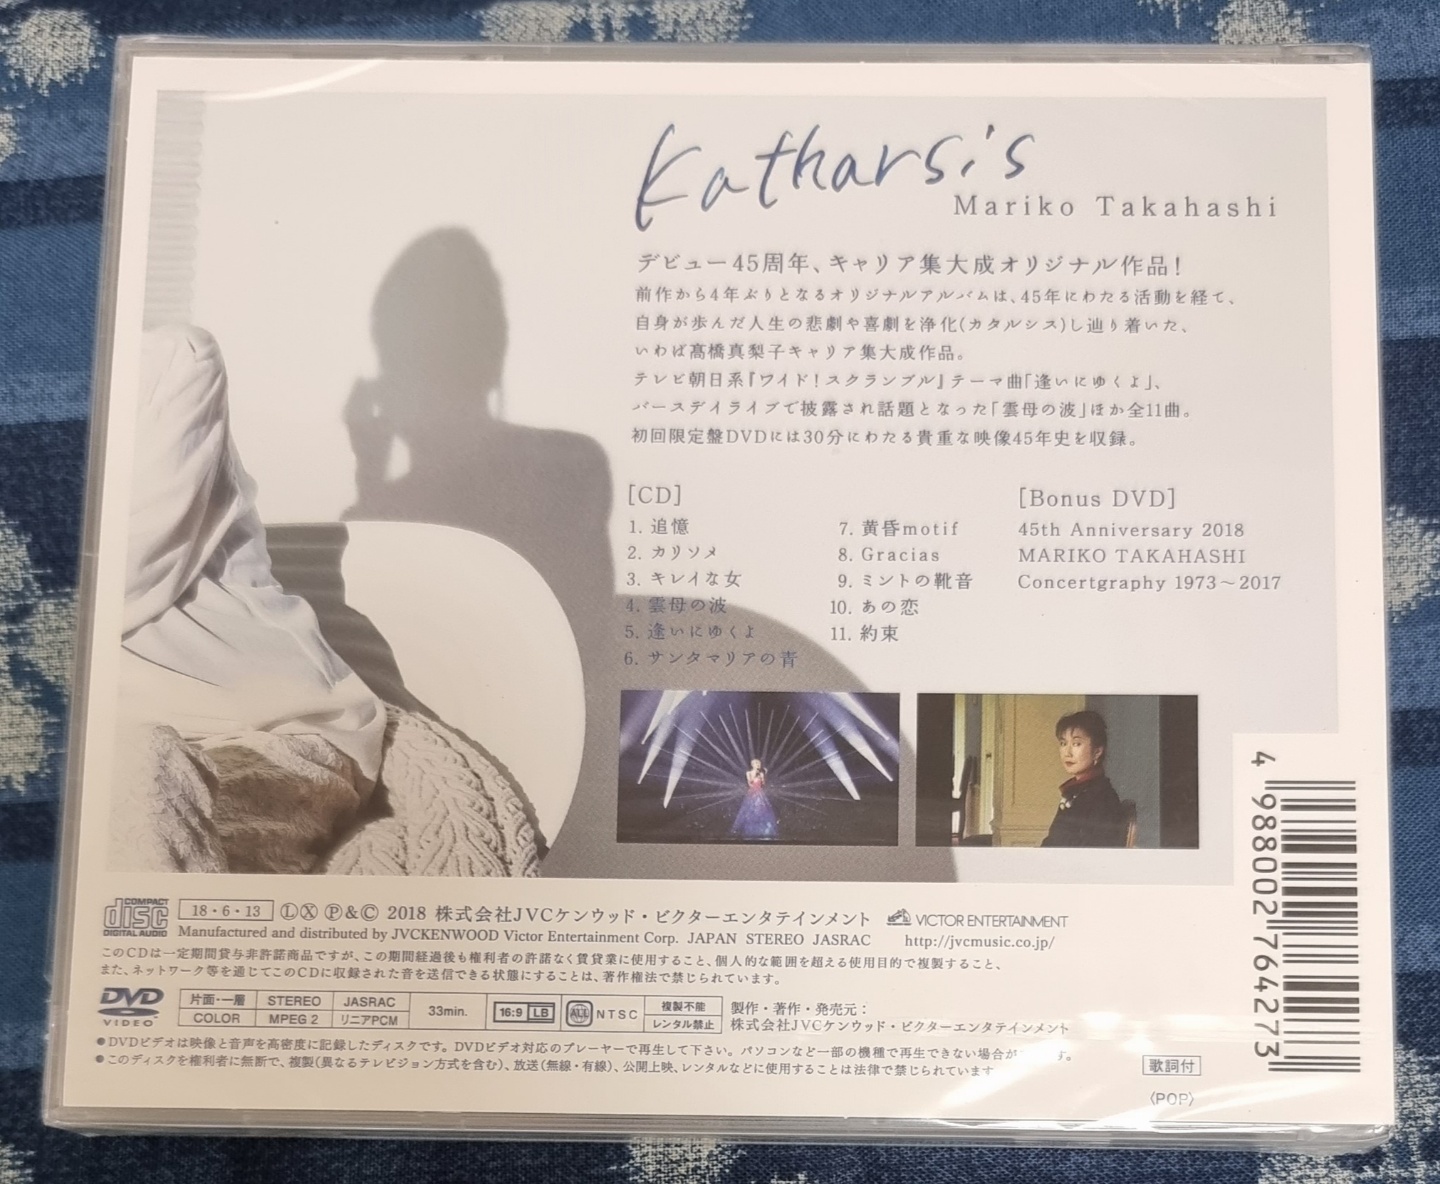 Katharsis
Mariko Takahashi
デビュー45周年、キャリア集大成オリジナル作品!
前作から4年ぶりとなるオリジナルアルバムは、45年にわたる活動を経て、
自身が歩んだ人生の悲劇や喜劇を浄化(カタルシス)し辿り着いた、
いわば髙橋真梨子キャリア集大成作品。
テレビ朝日系『ワイド!スクランブル』テーマ曲「逢いにゆくよ」、
バースデイライブで披露され話題となった「雲母の波」ほか全11曲。
初回限定盤DVDには30分にわたる貴重な映像45年史を収録。
[CD]
1. 追憶
2. カリソメ
3. キレイな女
4. 雲母の波
5. 逢いにゆくよ
6. サンタマリアの青
7. 黄昏motif
8. Gracias
9. ミントの靴音
10. あの恋
11. 約束
[Bonus DVD]
45th Anniversary 2018
MARIKO TAKAHASHI
Concertgraphy 1973〜2017
4 988002 764273
COMPACT disc DIGITAL AUDIO
18・6・13 Ⓛ Ⓧ Ⓟ&Ⓒ 2018 株式会社JVCケンウッド・ビクターエンタテインメント VICTOR ENTERTAINMENT
Manufactured and distributed by JVCKENWOOD Victor Entertainment Corp. JAPAN STEREO JASRAC http://jvcmusic.co.jp/
このCDは一定期間貸与非許諾商品ですが、この期間経過後も権利者の許諾なく賃貸業に使用すること、個人的な範囲を超える使用目的で複製すること、
また、ネットワーク等を通じてこのCDに収録された音を送信できる状態にすることは、著作権法で禁じられています。
DVD VIDEO
片面・一層 STEREO JASRAC
COLOR MPEG 2 リニアPCM
33min.
16:9 LB
ALL NTSC
複製不能
レンタル禁止
製作・著作・発売元:
株式会社JVCケンウッド・ビクターエンタテインメント
●DVDビデオは映像と音声を高密度に記録したディスクです。DVDビデオ対応のプレーヤーで再生して下さい。パソコンなど一部の機種で再生できない場合が す。
●このディスクを権利者に無断で、複製(異なるテレビジョン方式を含む)、放送(無線・有線)、公開上映、レンタルなどに使用することは法律で禁じられています
歌詞付
〈POP〉